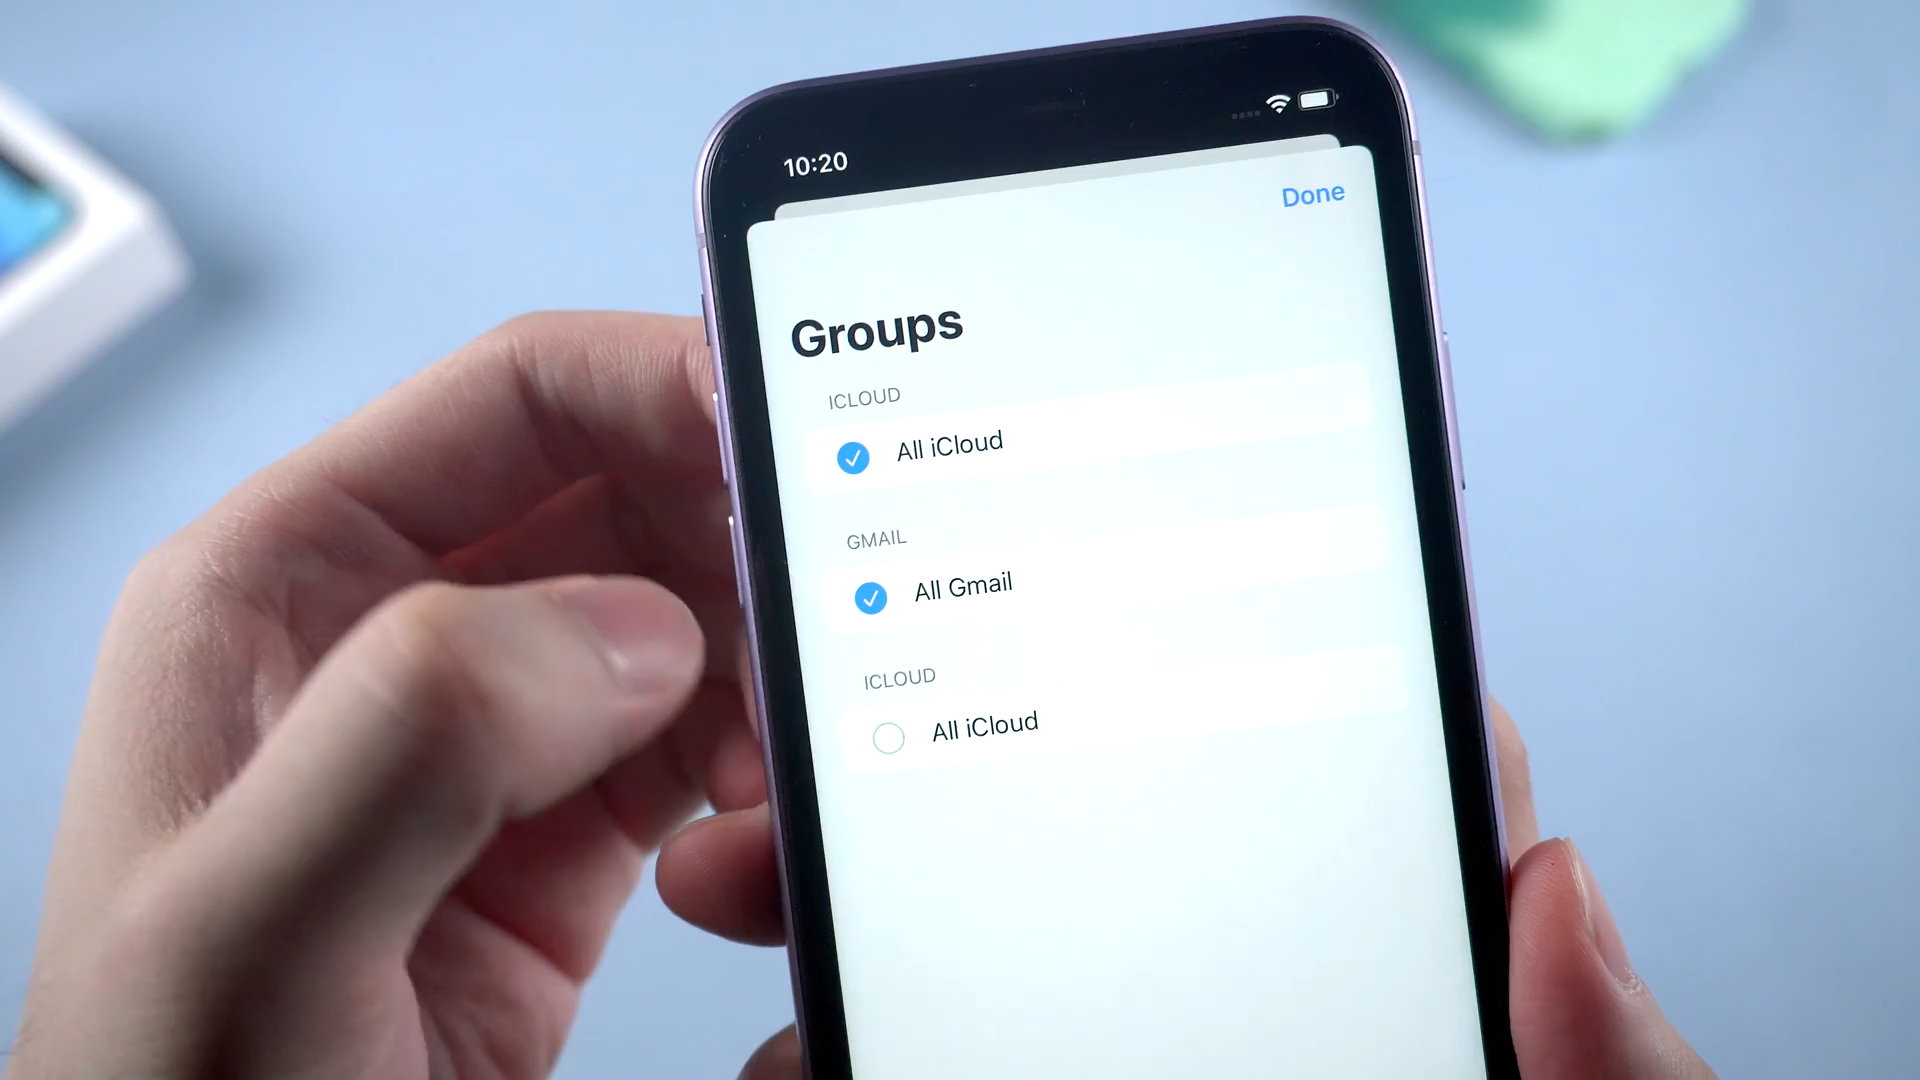 10:20
Done
Groups
ICLOUD
All iCloud
GMAIL
All Gmail
ICLOUD
All iCloud